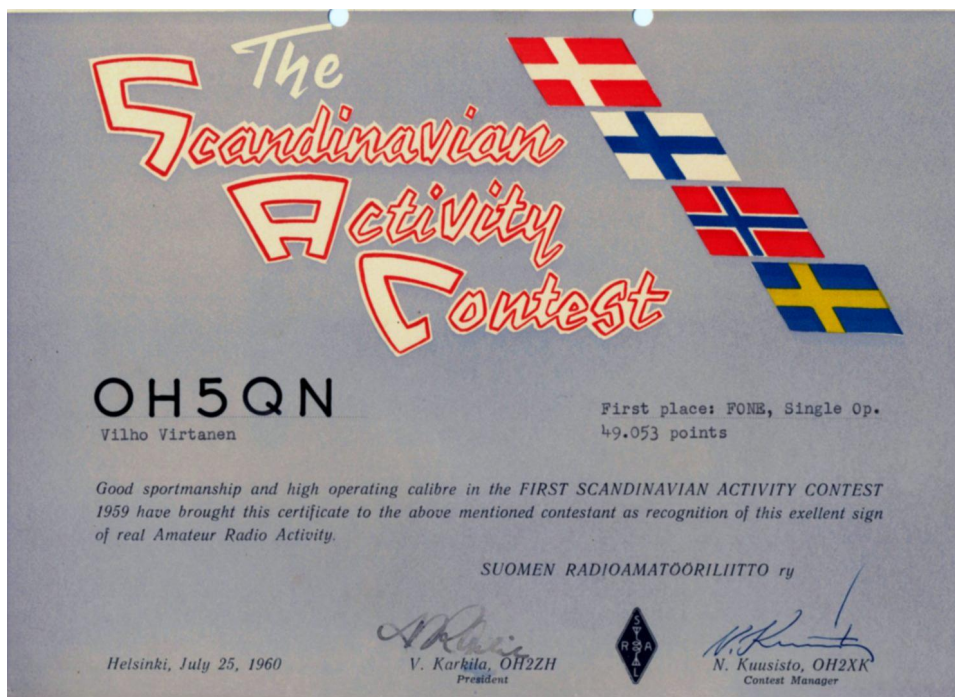 The
Scandinavian
Activity
Contest
OH5QN
Vilho Virtanen
First place: FONE, Single Op.
49.053 points
Good sportmanship and high operating calibre in the FIRST SCANDINAVIAN ACTIVITY CONTEST
1959 have brought this certificate to the above mentioned contestant as recognition of this exellent sign
of real Amateur Radio Activity.
SUOMEN RADIOAMATÖÖRILIITTO ry
Helsinki, July 25, 1960
V. Karkila, OH2ZH
President
S
R A
L
N. Kuusisto, OH2XK
Contest Manager